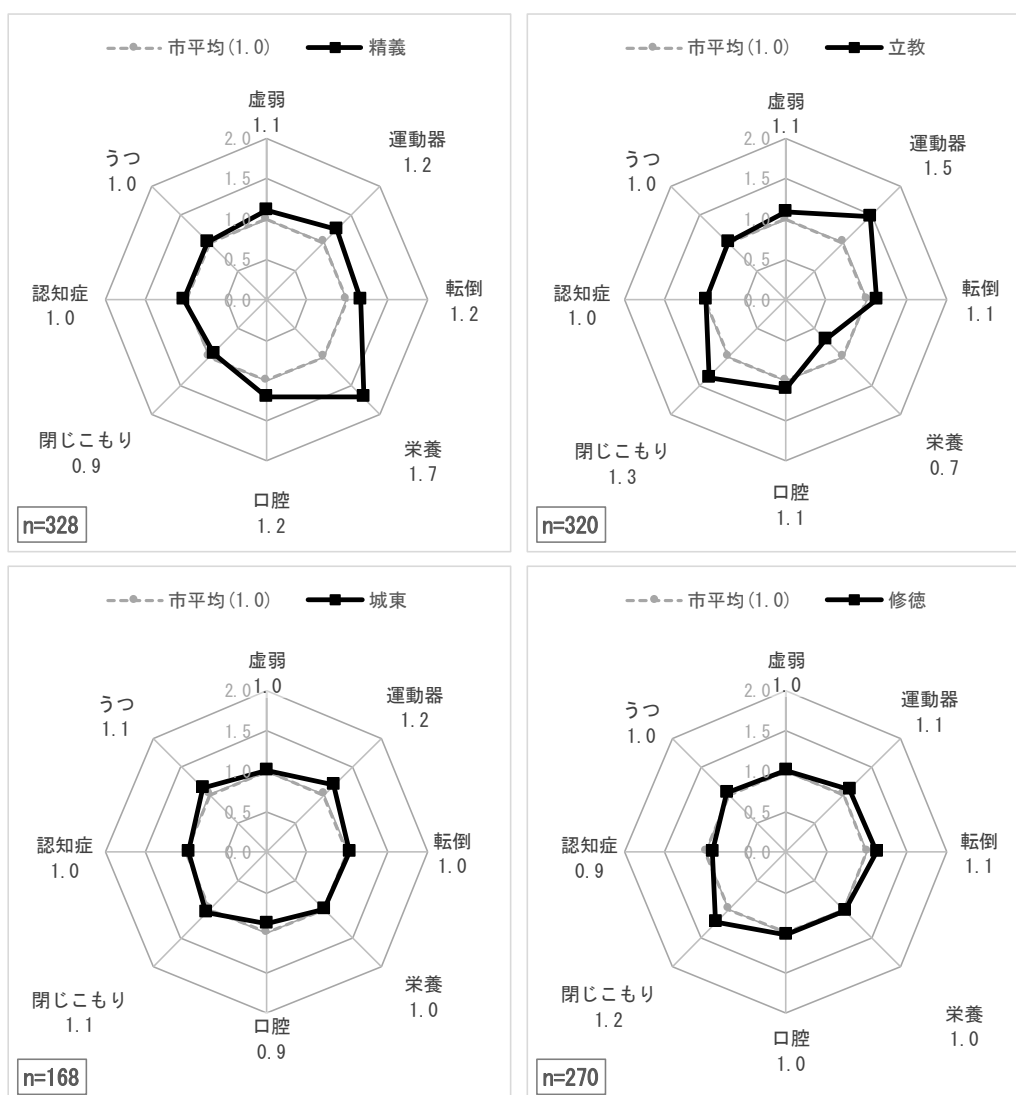 市平均(1.0) 精義
虚弱
1.1
運動器
1.2
転倒
1.2
栄養
1.7
口腔
1.2
閉じこもり
0.9
認知症
1.0
うつ
1.0
2.0
1.5
1.0
0.5
0.0
n=328
市平均(1.0) 立教
虚弱
1.1
運動器
1.5
転倒
1.1
栄養
0.7
口腔
1.1
閉じこもり
1.3
認知症
1.0
うつ
1.0
2.0
1.5
1.0
0.5
0.0
n=320
市平均(1.0) 城東
虚弱
1.0
運動器
1.2
転倒
1.0
栄養
1.0
口腔
0.9
閉じこもり
1.1
認知症
1.0
うつ
1.1
2.0
1.5
1.0
0.5
0.0
n=168
市平均(1.0) 修徳
虚弱
1.0
運動器
1.1
転倒
1.1
栄養
1.0
口腔
1.0
閉じこもり
1.2
認知症
0.9
うつ
1.0
2.0
1.5
1.0
0.5
0.0
n=270